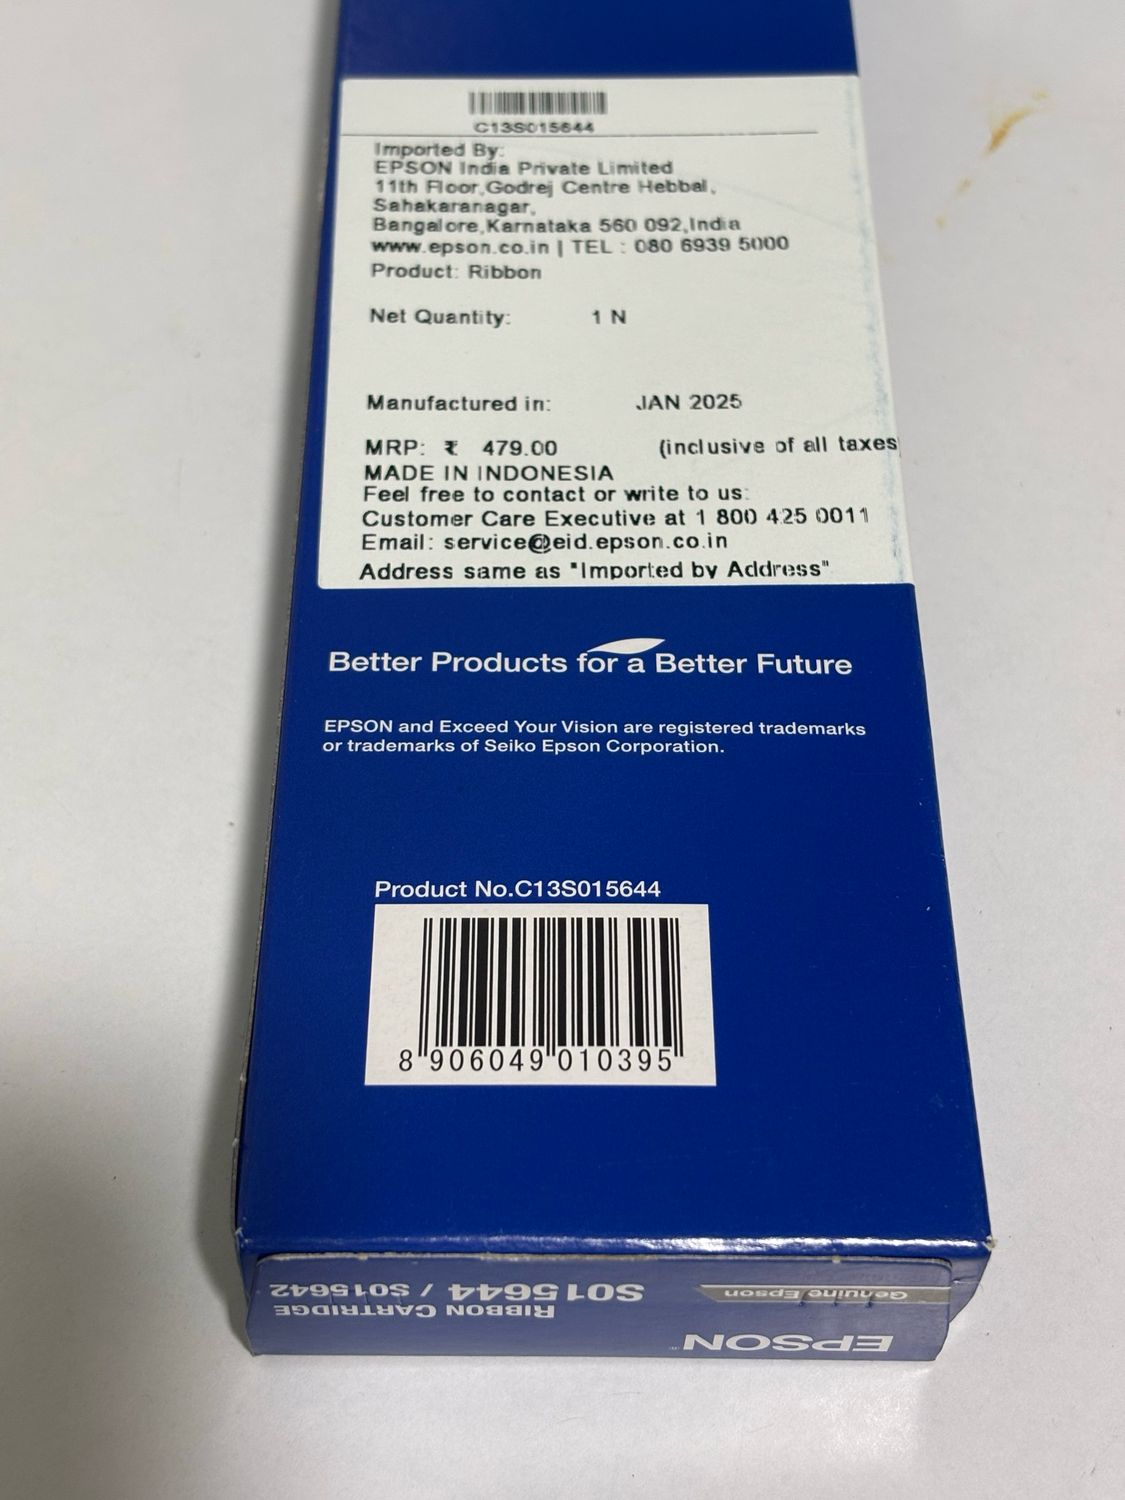 C13S015644
Imported By:
EPSON India Private Limited
11th Floor,Godrej Centre Hebbal,
Sahakaranagar,
Bangalore,Karnataka 560 092,India
www.epson.co.in | TEL : 080 6939 5000
Product: Ribbon
Net Quantity: 1 N
Manufactured in: JAN 2025
MRP: ₹ 479.00 (inclusive of all taxes)
MADE IN INDONESIA
Feel free to contact or write to us:
Customer Care Executive at 1 800 425 0011
Email: service@eid.epson.co.in
Address same as "Imported by Address"
Better Products for a Better Future
EPSON and Exceed Your Vision are registered trademarks
or trademarks of Seiko Epson Corporation.
Product No.C13S015644
8 906049 010395
EPSON®
RIBBON CARTRIDGE
Genuine Epson
S015644 / S015642